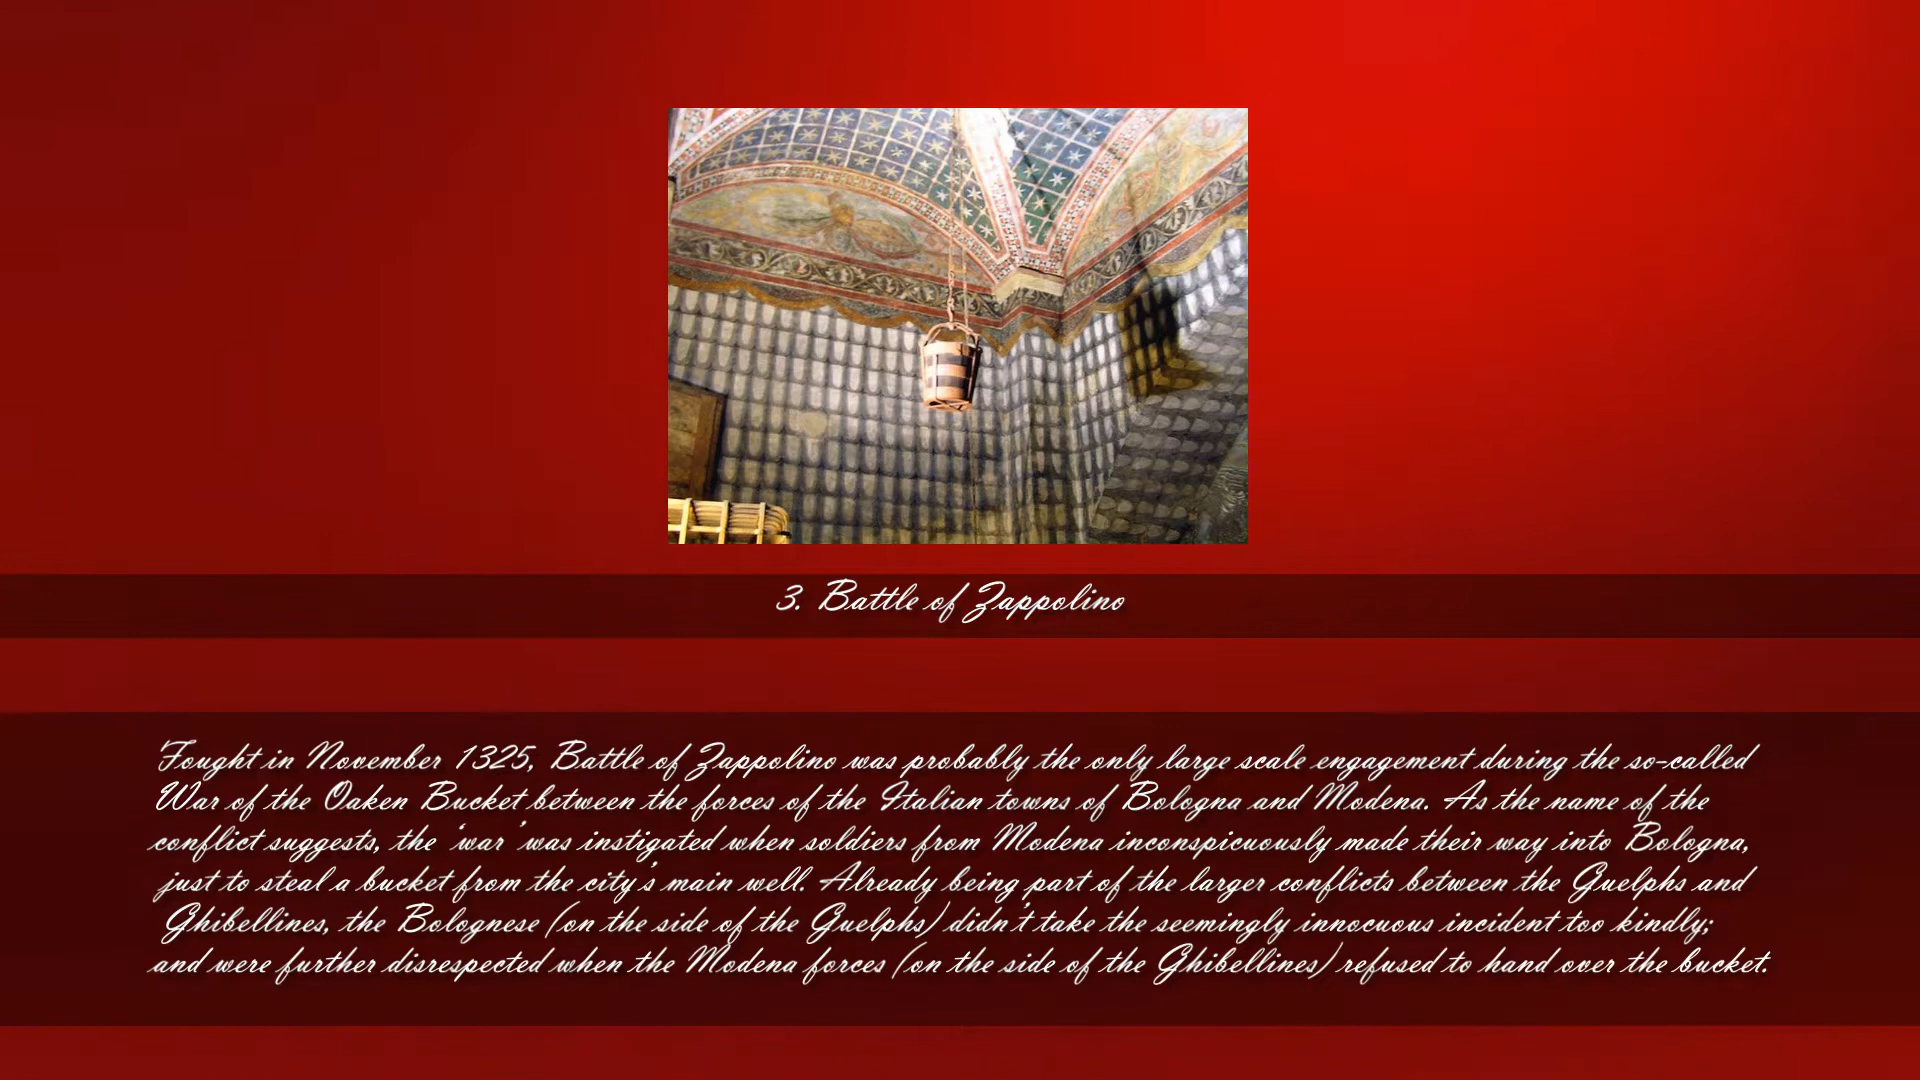 3. Battle of Zappolino
Fought in November 1325, Battle of Zappolino was probably the only large scale engagement during the so-called
War of the Oaken Bucket between the forces of the Italian towns of Bologna and Modena. As the name of the
conflict suggests, the 'war' was instigated when soldiers from Modena inconspicuously made their way into Bologna,
just to steal a bucket from the city's main well. Already being part of the larger conflicts between the Guelphs and
Ghibellines, the Bolognese (on the side of the Guelphs) didn't take the seemingly innocuous incident too kindly;
and were further disrespected when the Modena forces (on the side of the Ghibellines) refused to hand over the bucket.